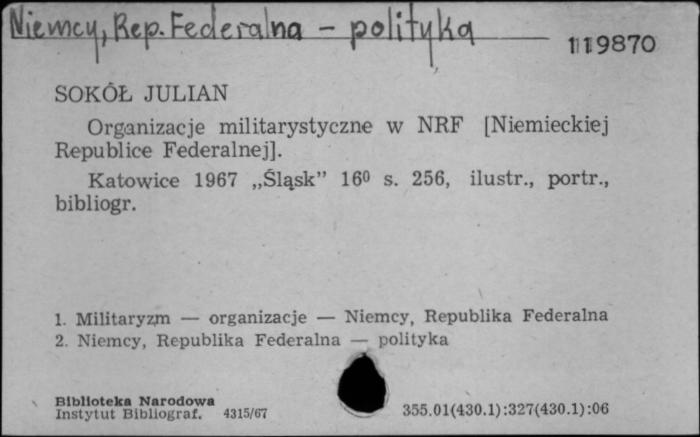 Niemcy, Rep. Federalna - polityka
119870
SOKÓŁ JULIAN
Organizacje militarystyczne w NRF [Niemieckiej
Republice Federalnej].
Katowice 1967 „Śląsk” 16⁰ s. 256, ilustr., portr.,
bibliogr.
1. Militaryzm — organizacje — Niemcy, Republika Federalna
2. Niemcy, Republika Federalna — polityka
Biblioteka Narodowa
Instytut Bibliograf. 4315/67
355.01(430.1):327(430.1):06